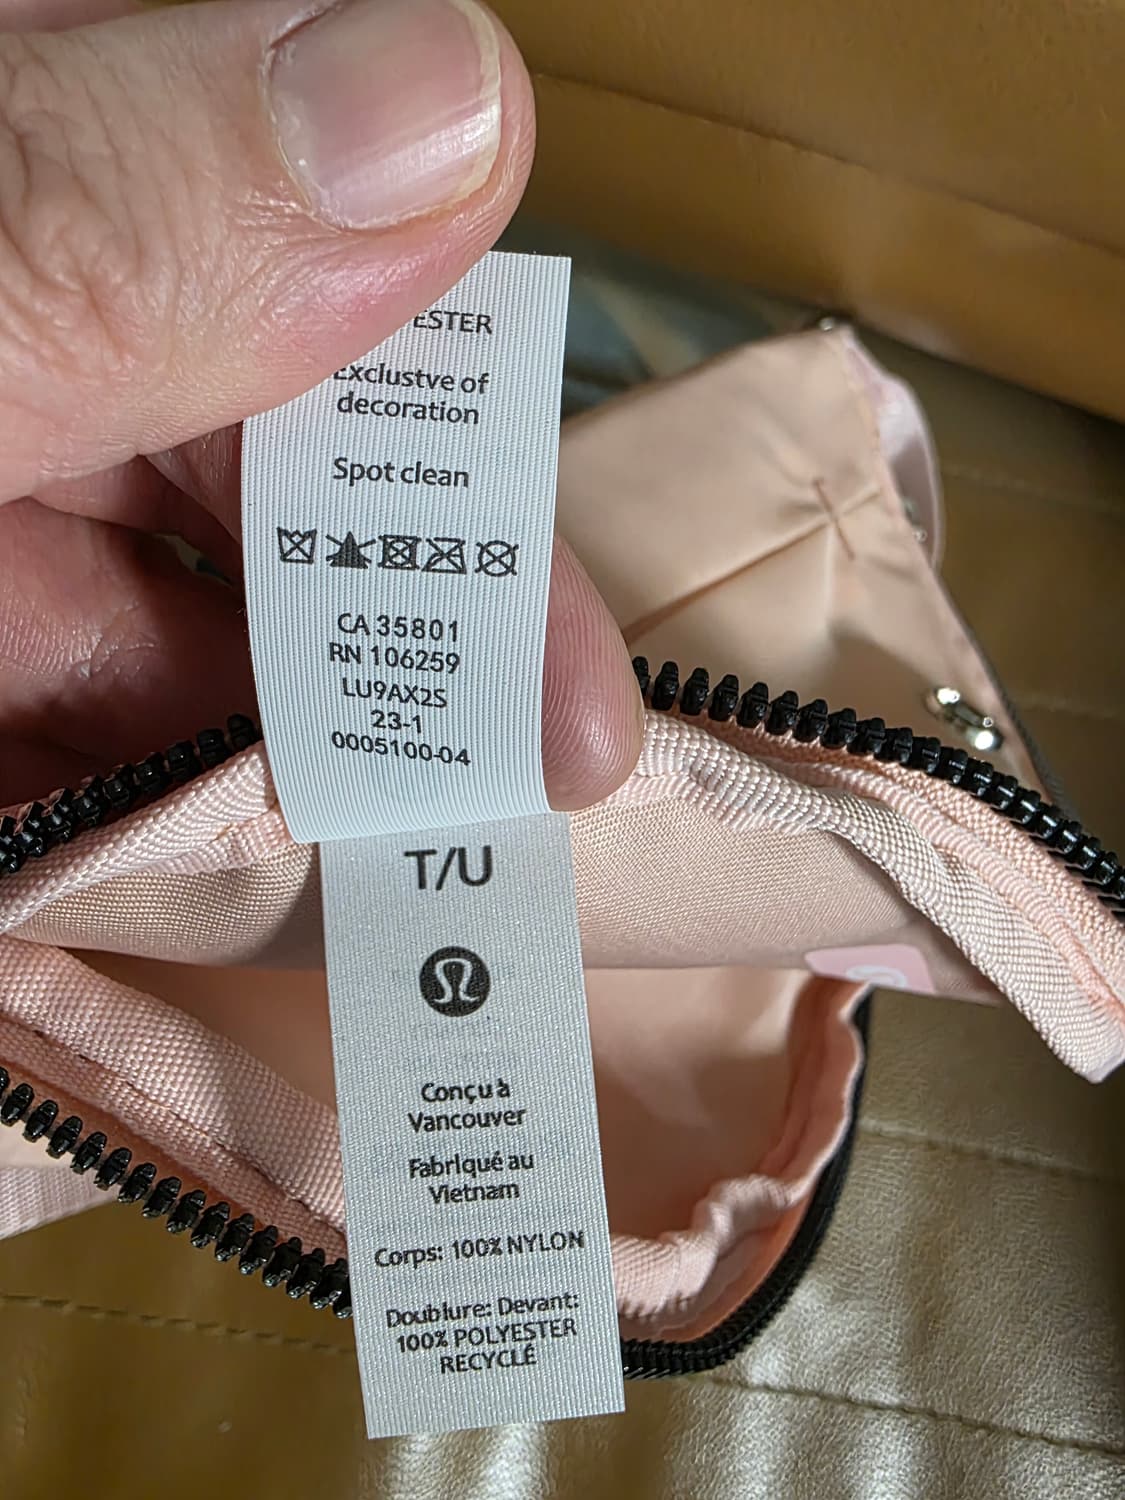 ESTER
Exclustve of
decoration
Spot clean
CA 35801
RN 106259
LU9AX2S
23-1
0005100-04
T/U
Conçu à
Vancouver
Fabriqué au
Vietnam
Corps: 100% NYLON
Doublure: Devant:
100% POLYESTER
RECYCLÉ